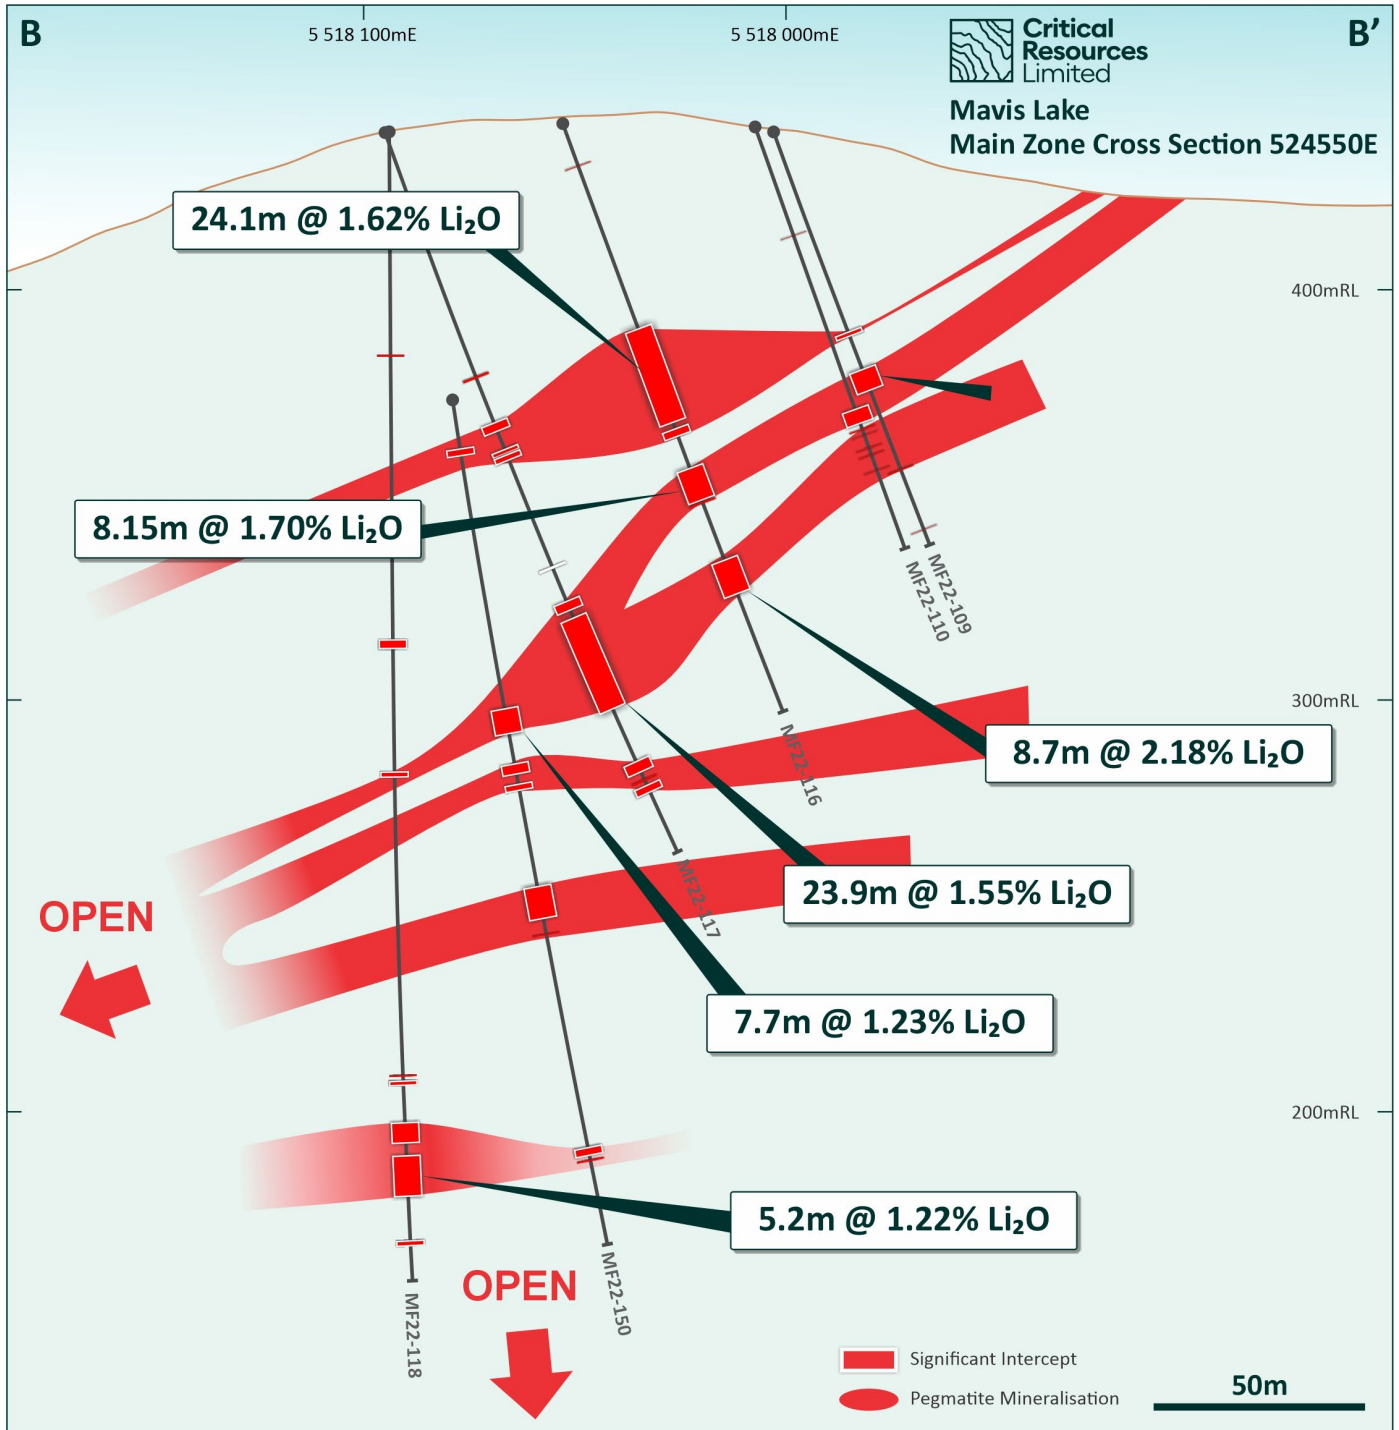 B
5 518 100mE
5 518 000mE
B’
Critical
Resources
Limited
Mavis Lake
Main Zone Cross Section 524550E
24.1m @ 1.62% Li₂O
400mRL
8.15m @ 1.70% Li₂O
MF22-109
MF22-110
300mRL
8.7m @ 2.18% Li₂O
MF22-116
23.9m @ 1.55% Li₂O
MF22-117
OPEN
7.7m @ 1.23% Li₂O
200mRL
5.2m @ 1.22% Li₂O
OPEN
MF22-150
MF22-118
Significant Intercept
Pegmatite Mineralisation
50m